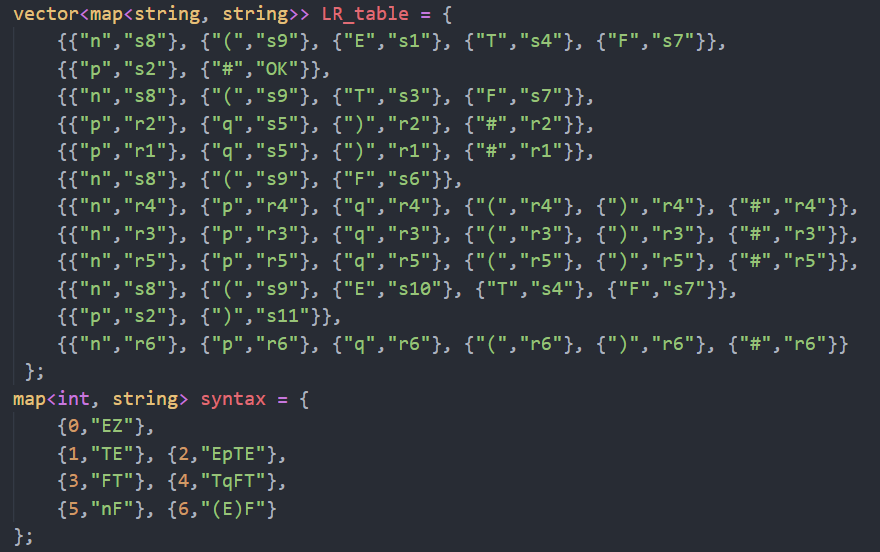 vector<map<string, string>> LR_table = {
    {{"n","s8"}, {"(","s9"}, {"E","s1"}, {"T","s4"}, {"F","s7"}},
    {{"p","s2"}, {"#","OK"}},
    {{"n","s8"}, {"(","s9"}, {"T","s3"}, {"F","s7"}},
    {{"p","r2"}, {"q","s5"}, {")","r2"}, {"#","r2"}},
    {{"p","r1"}, {"q","s5"}, {")","r1"}, {"#","r1"}},
    {{"n","s8"}, {"(","s9"}, {"F","s6"}},
    {{"n","r4"}, {"p","r4"}, {"q","r4"}, {"(","r4"}, {")","r4"}, {"#","r4"}},
    {{"n","r3"}, {"p","r3"}, {"q","r3"}, {"(","r3"}, {")","r3"}, {"#","r3"}},
    {{"n","r5"}, {"p","r5"}, {"q","r5"}, {"(","r5"}, {")","r5"}, {"#","r5"}},
    {{"n","s8"}, {"(","s9"}, {"E","s10"}, {"T","s4"}, {"F","s7"}},
    {{"p","s2"}, {")","s11"}},
    {{"n","r6"}, {"p","r6"}, {"q","r6"}, {"(","r6"}, {")","r6"}, {"#","r6"}}
 };
map<int, string> syntax = {
    {0,"EZ"},
    {1,"TE"}, {2,"EpTE"},
    {3,"FT"}, {4,"TqFT"},
    {5,"nF"}, {6,"(E)F"}
};